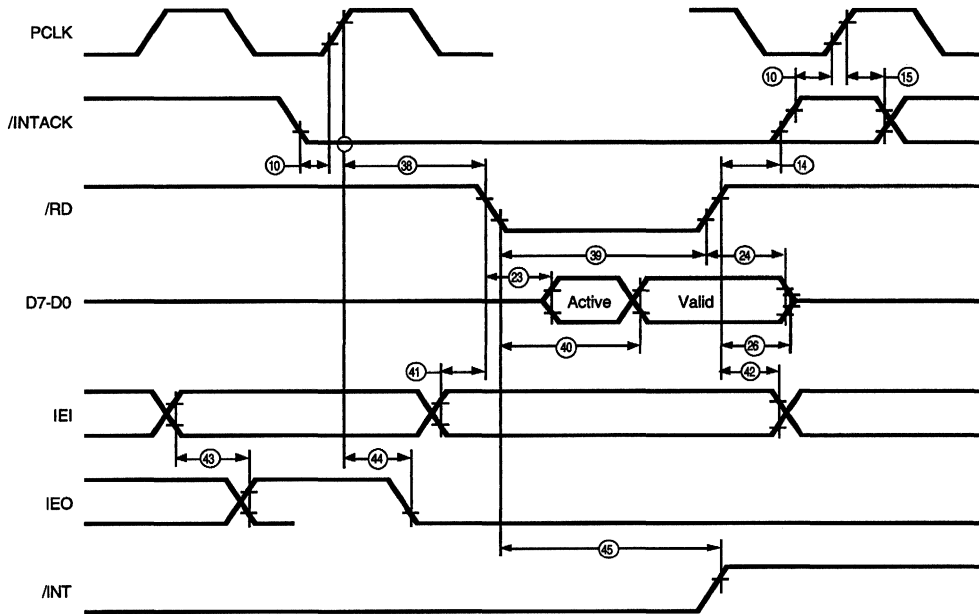 PCLK
10
15
/INTACK
10
38
14
/RD
39
24
23
D7-D0
Active
Valid
40
26
41
42
IEI
43
44
IEO
45
/INT